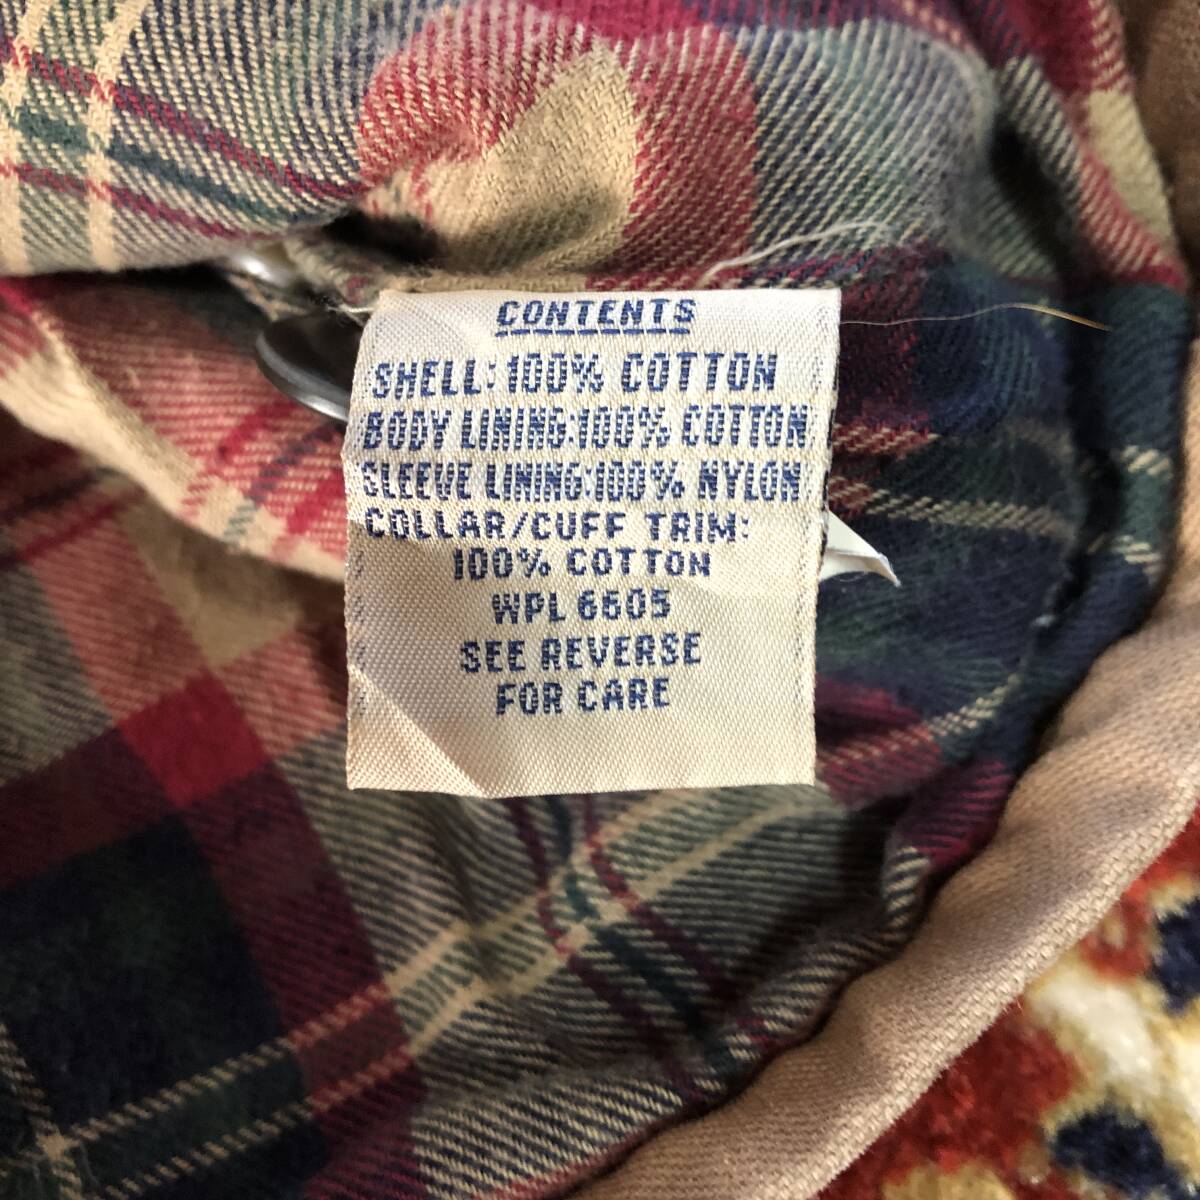 CONTENTS
SHELL: 100% COTTON
BODY LINING:100% COTTON
SLEEVE LINING:100% NYLON
COLLAR/CUFF TRIM:
100% COTTON
WPL 6605
SEE REVERSE
FOR CARE